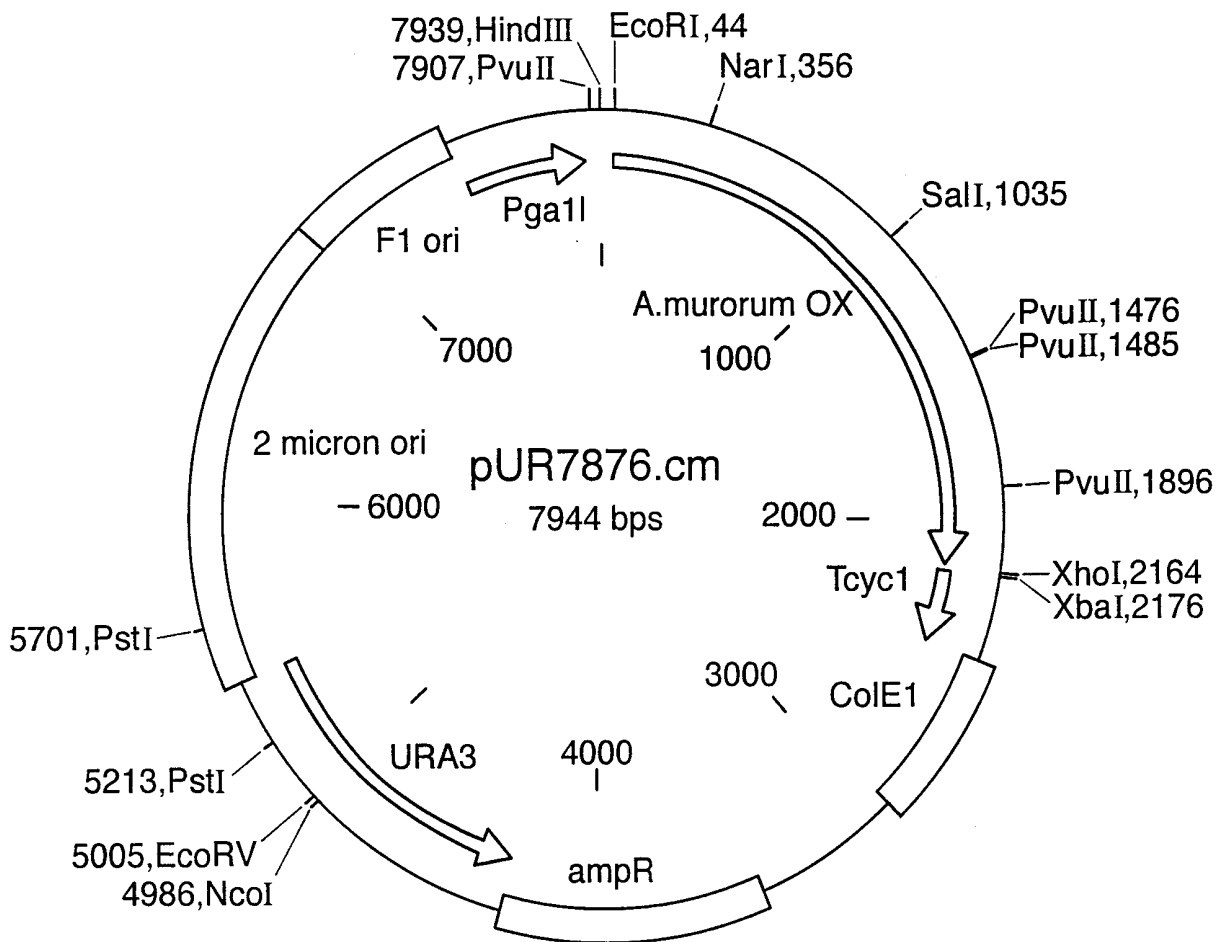 7939,HindIII
EcoRI,44
7907,PvuII
NarI,356
SalI,1035
Pga1l
F1 ori
A.murorum OX
PvuII,1476
7000
1000
PvuII,1485
2 micron ori
pUR7876.cm
PvuII,1896
6000
7944 bps
2000
Tcyc1
XhoI,2164
XbaI,2176
5701,PstI
3000
ColE1
URA3
4000
5213,PstI
5005,EcoRV
4986,NcoI
ampR